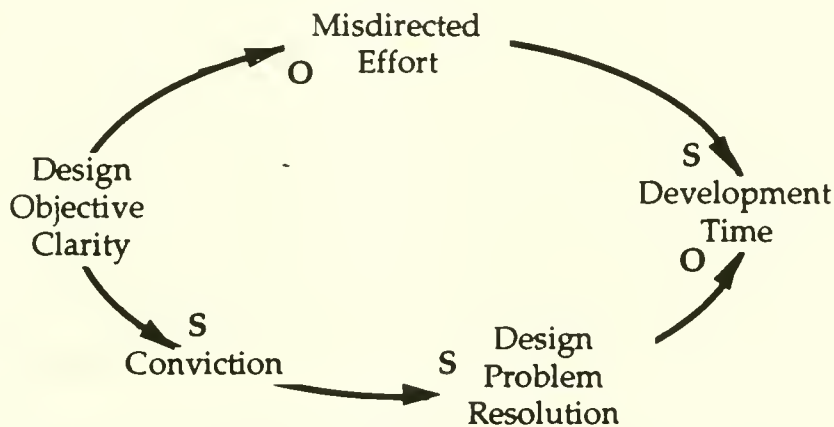 Misdirected
Effort
O
S
Design
Objective
Clarity
Development
Time
O
S
Conviction
S
Design
Problem
Resolution